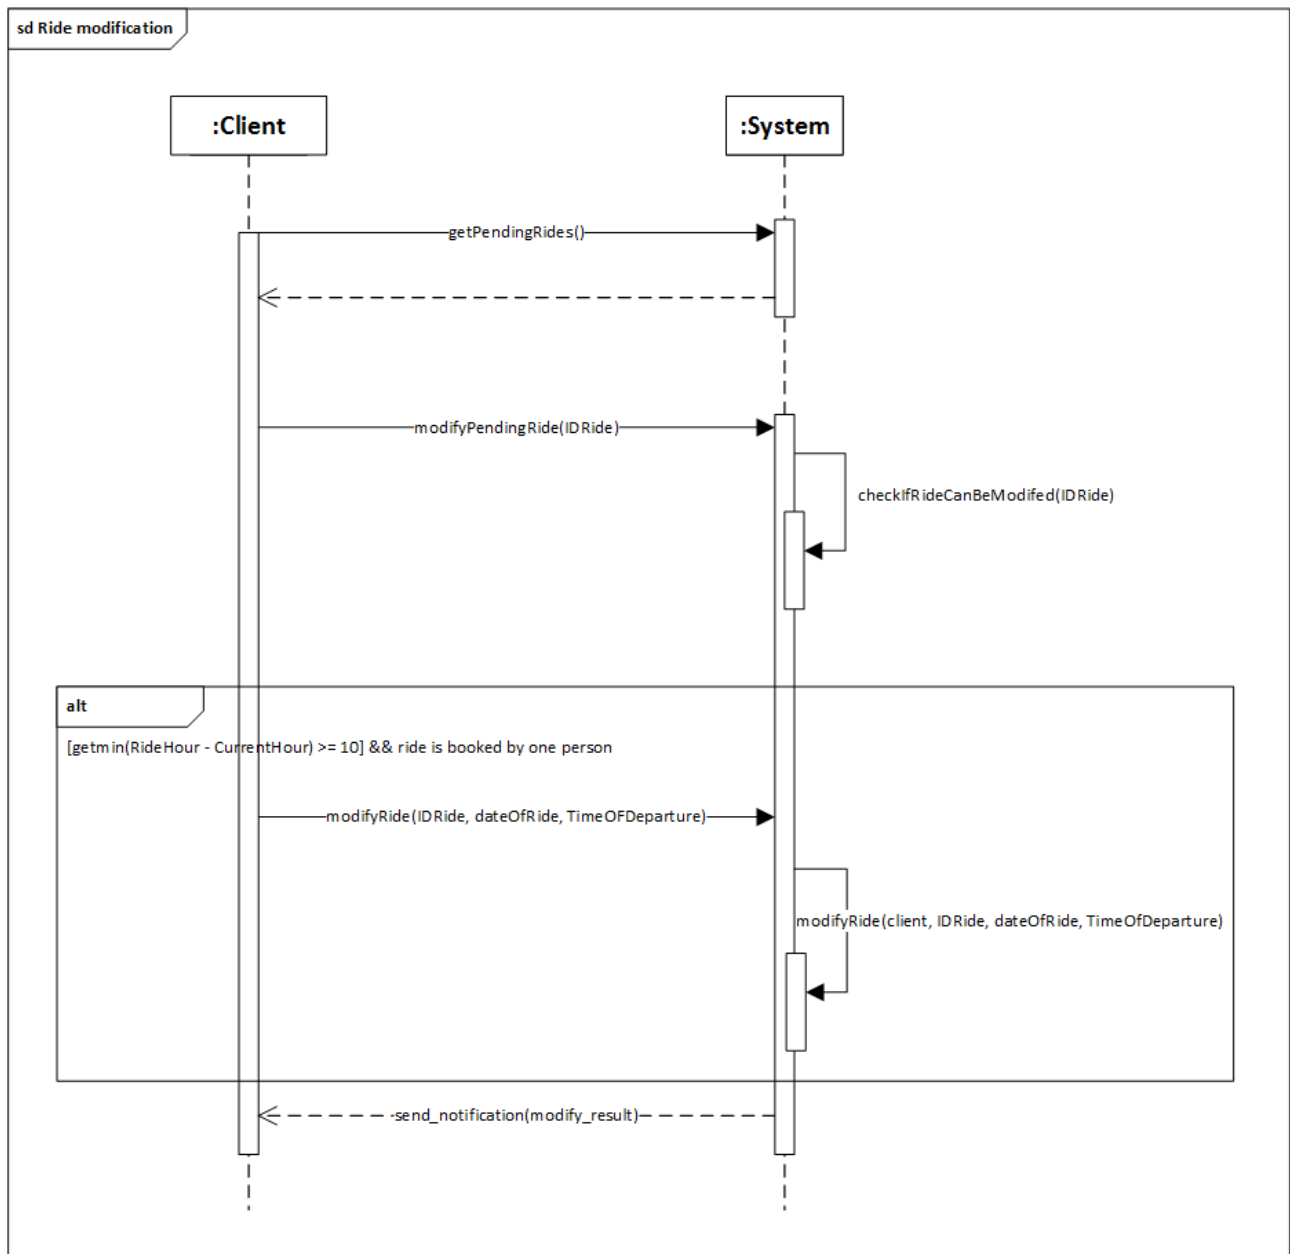 sd Ride modification
:Client
:System
getPendingRides()
modifyPendingRide(IDRide)
checkIfRideCanBeModifed(IDRide)
alt
[getmin(RideHour - CurrentHour) >= 10] && ride is booked by one person
modifyRide(IDRide, dateOfRide, TimeOFDeparture)
modifyRide(client, IDRide, dateOfRide, TimeOfDeparture)
send_notification(modify_result)